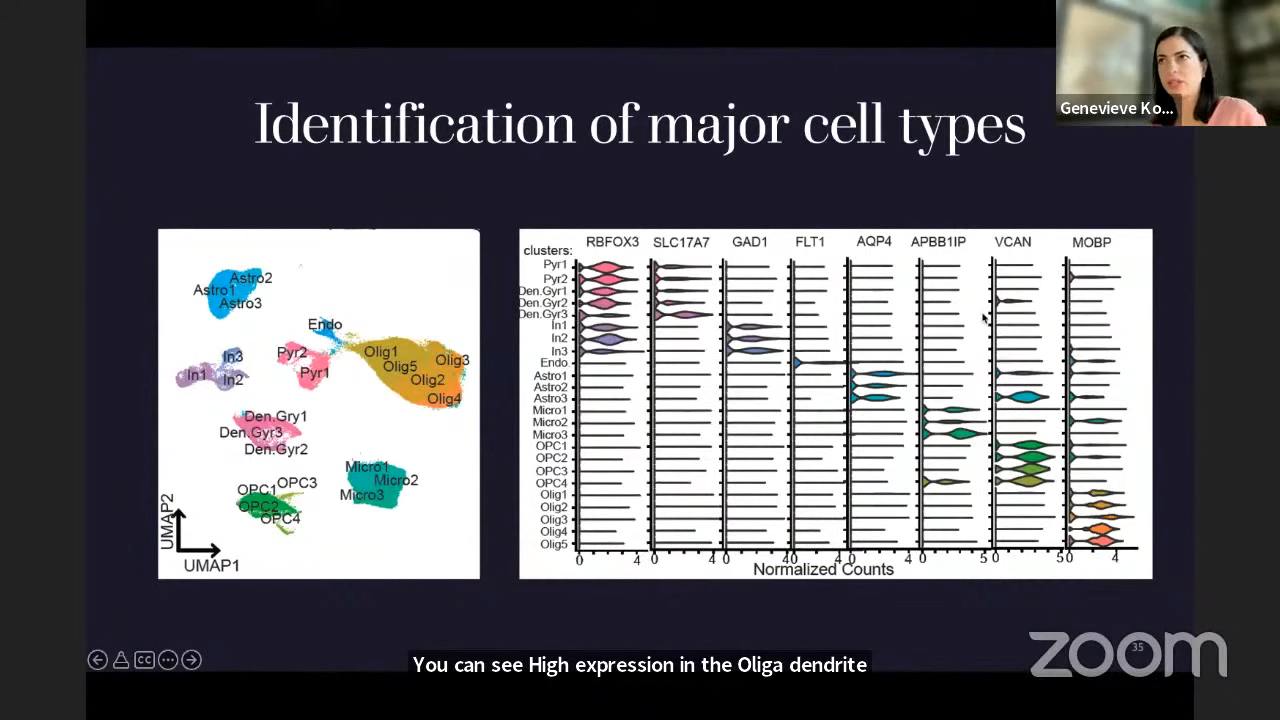 Genevieve Ko...
Identification of major cell types
Astro2
Astro1
Astro3
Endo
In3
In1
In2
Pyr2
Pyr1
Olig1
Olig5
Olig3
Olig2
Olig4
Den.Gry1
Den.Gyr3
Den.Gyr2
OPC1
OPC3
OPC2
OPC4
Micro1
Micro2
Micro3
UMAP2
UMAP1
clusters:
RBFOX3 SLC17A7 GAD1 FLT1 AQP4 APBB1IP VCAN MOBP
Pyr1
Pyr2
Den.Gyr1
Den.Gyr2
Den.Gyr3
In1
In2
In3
Endo
Astro1
Astro2
Astro3
Micro1
Micro2
Micro3
OPC1
OPC2
OPC3
OPC4
Olig1
Olig2
Olig3
Olig4
Olig5
0 4 0 4 0 4 0 4 0 4 0 5 0 5 0 4
Normalized Counts
CC
zoom
35
You can see High expression in the Oliga dendrite